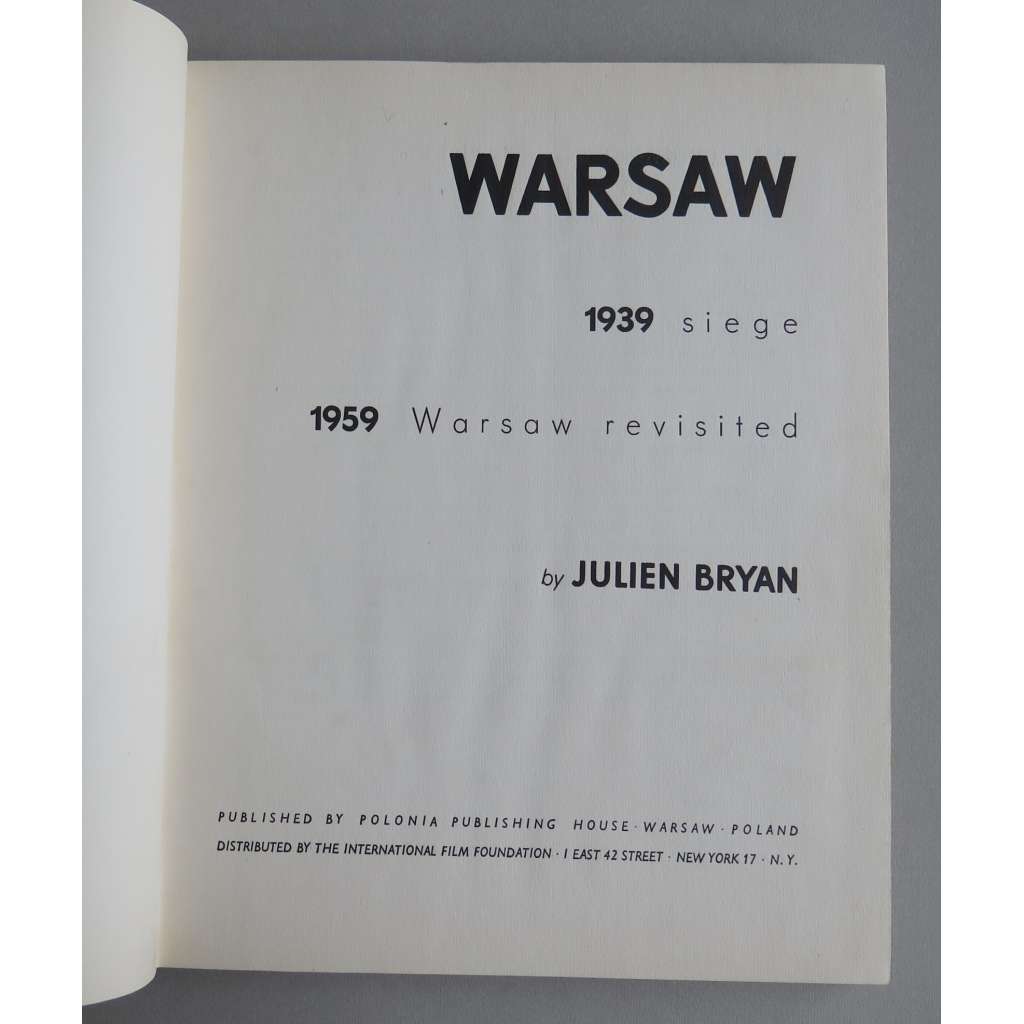 WARSAW
1939 siege
1959 Warsaw revisited
by JULIEN BRYAN
PUBLISHED BY POLONIA PUBLISHING HOUSE · WARSAW · POLAND
DISTRIBUTED BY THE INTERNATIONAL FILM FOUNDATION · 1 EAST 42 STREET · NEW YORK 17 · N.Y.